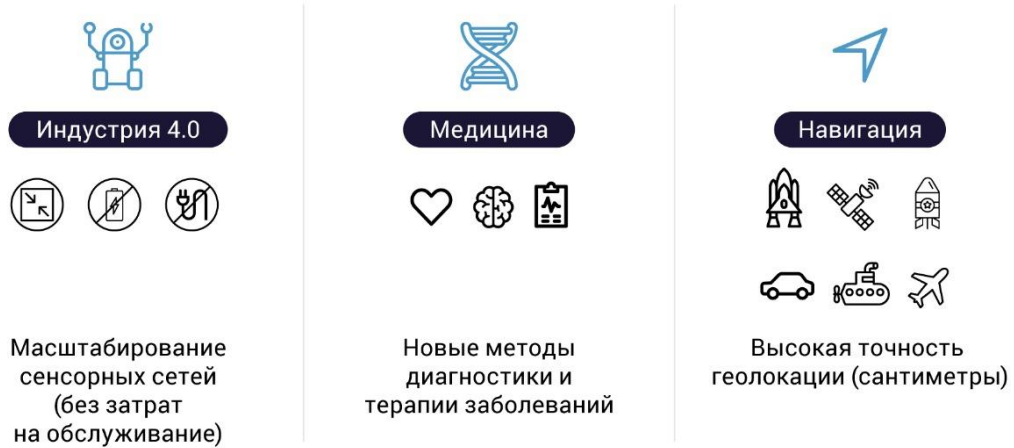 Индустрия 4.0
Масштабирование
сенсорных сетей
(без затрат
на обслуживание)
Медицина
Новые методы
диагностики и
терапии заболеваний
Навигация
Высокая точность
геолокации (сантиметры)